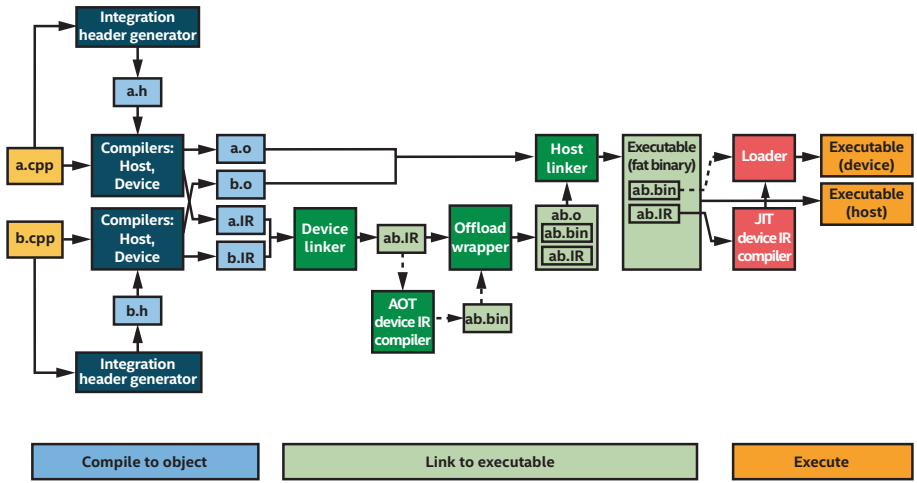 Integration
header generator
a.h
a.cpp
Compilers:
Host,
Device
a.o
b.o
b.cpp
Compilers:
Host,
Device
a.IR
b.IR
b.h
Integration
header generator
Device
linker
ab.IR
AOT
device IR
compiler
ab.bin
Offload
wrapper
Host
linker
ab.o
ab.bin
ab.IR
Executable
(fat binary)
ab.bin
ab.IR
Loader
JIT
device IR
compiler
Executable
(device)
Executable
(host)
Compile to object
Link to executable
Execute